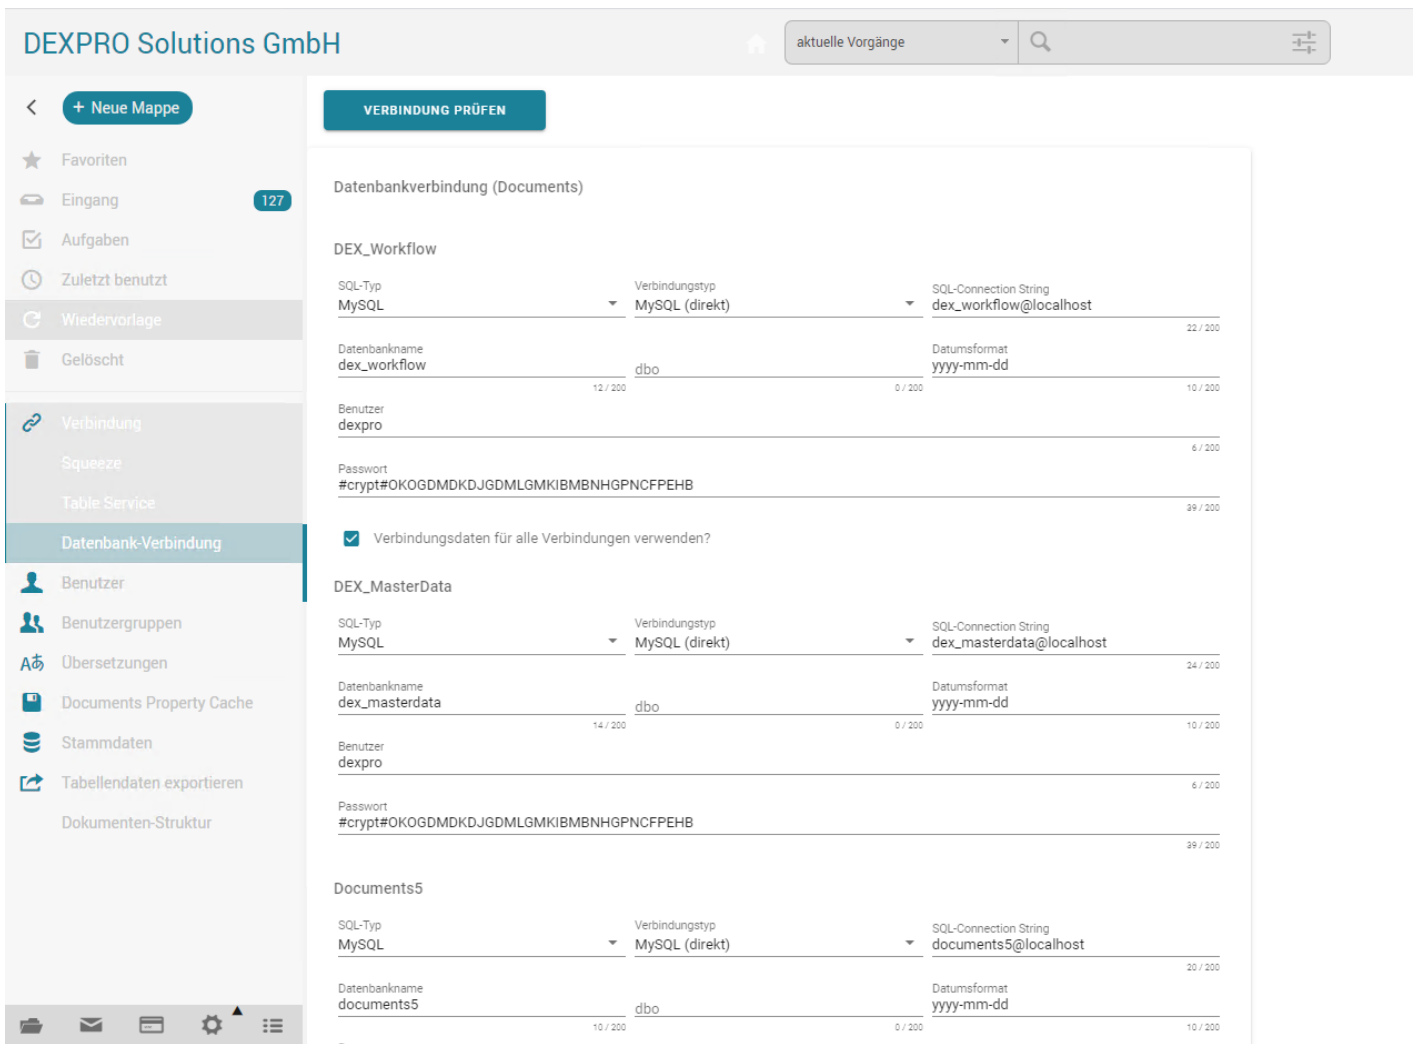 DEXPRO Solutions GmbH
aktuelle Vorgänge
+ Neue Mappe
Favoriten
Eingang 127
Aufgaben
Zuletzt benutzt
Wiedervorlage
Gelöscht
Verbindung
Squeeze
Table Service
Datenbank-Verbindung
Benutzer
Benutzergruppen
Aあ Übersetzungen
Documents Property Cache
Stammdaten
Tabellendaten exportieren
Dokumenten-Struktur
VERBINDUNG PRÜFEN
Datenbankverbindung (Documents)
DEX_Workflow
SQL-Typ Verbindungstyp SQL-Connection String
MySQL MySQL (direkt) dex_workflow@localhost
22 / 200
Datenbankname Datumsformat
dex_workflow dbo yyyy-mm-dd
12 / 200 0 / 200 10 / 200
Benutzer
dexpro
6 / 200
Passwort
#crypt#OKOGDMDKDJGDMLGMKIBMBNHGPNCFPEHB
39 / 200
Verbindungsdaten für alle Verbindungen verwenden?
DEX_MasterData
SQL-Typ Verbindungstyp SQL-Connection String
MySQL MySQL (direkt) dex_masterdata@localhost
24 / 200
Datenbankname Datumsformat
dex_masterdata dbo yyyy-mm-dd
14 / 200 0 / 200 10 / 200
Benutzer
dexpro
6 / 200
Passwort
#crypt#OKOGDMDKDJGDMLGMKIBMBNHGPNCFPEHB
39 / 200
Documents5
SQL-Typ Verbindungstyp SQL-Connection String
MySQL MySQL (direkt) documents5@localhost
20 / 200
Datenbankname Datumsformat
documents5 dbo yyyy-mm-dd
10 / 200 0 / 200 10 / 200